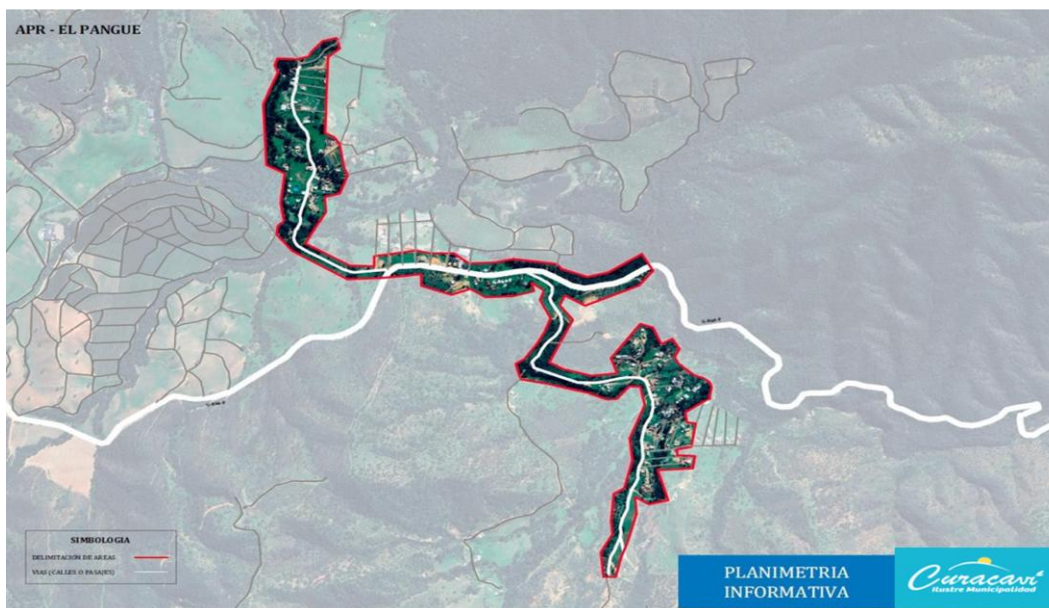 APR - EL PANGUE
SIMBOLOGIA
DELIMITACIÓN DE AREAS
VIAS (CALLES O PASAJES)
PLANIMETRIA
INFORMATIVA
Curacaví
Ilustre Municipalidad